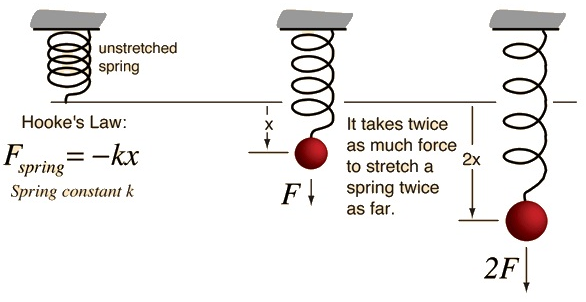 unstretched
spring
Hooke's Law:
F spring = −kx
Spring constant k
x
F
It takes twice
as much force
to stretch a
spring twice
as far.
2x
2F